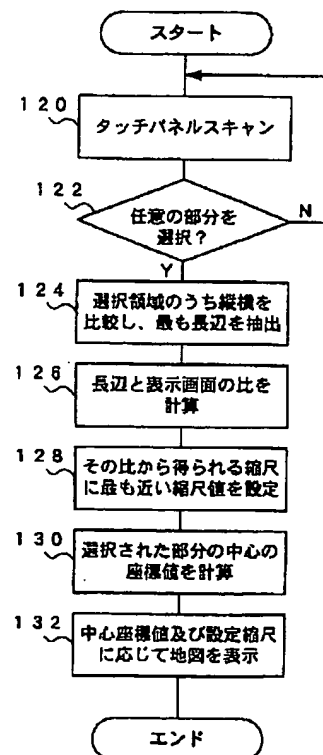 スタート
120
タッチパネルスキャン
122
任意の部分を
選択？
N
Y
124
選択領域のうち縦横を
比較し、最も長辺を抽出
126
長辺と表示画面の比を
計算
128
その比から得られる縮尺
に最も近い縮尺値を設定
130
選択された部分の中心の
座標値を計算
132
中心座標値及び設定縮尺
に応じて地図を表示
エンド